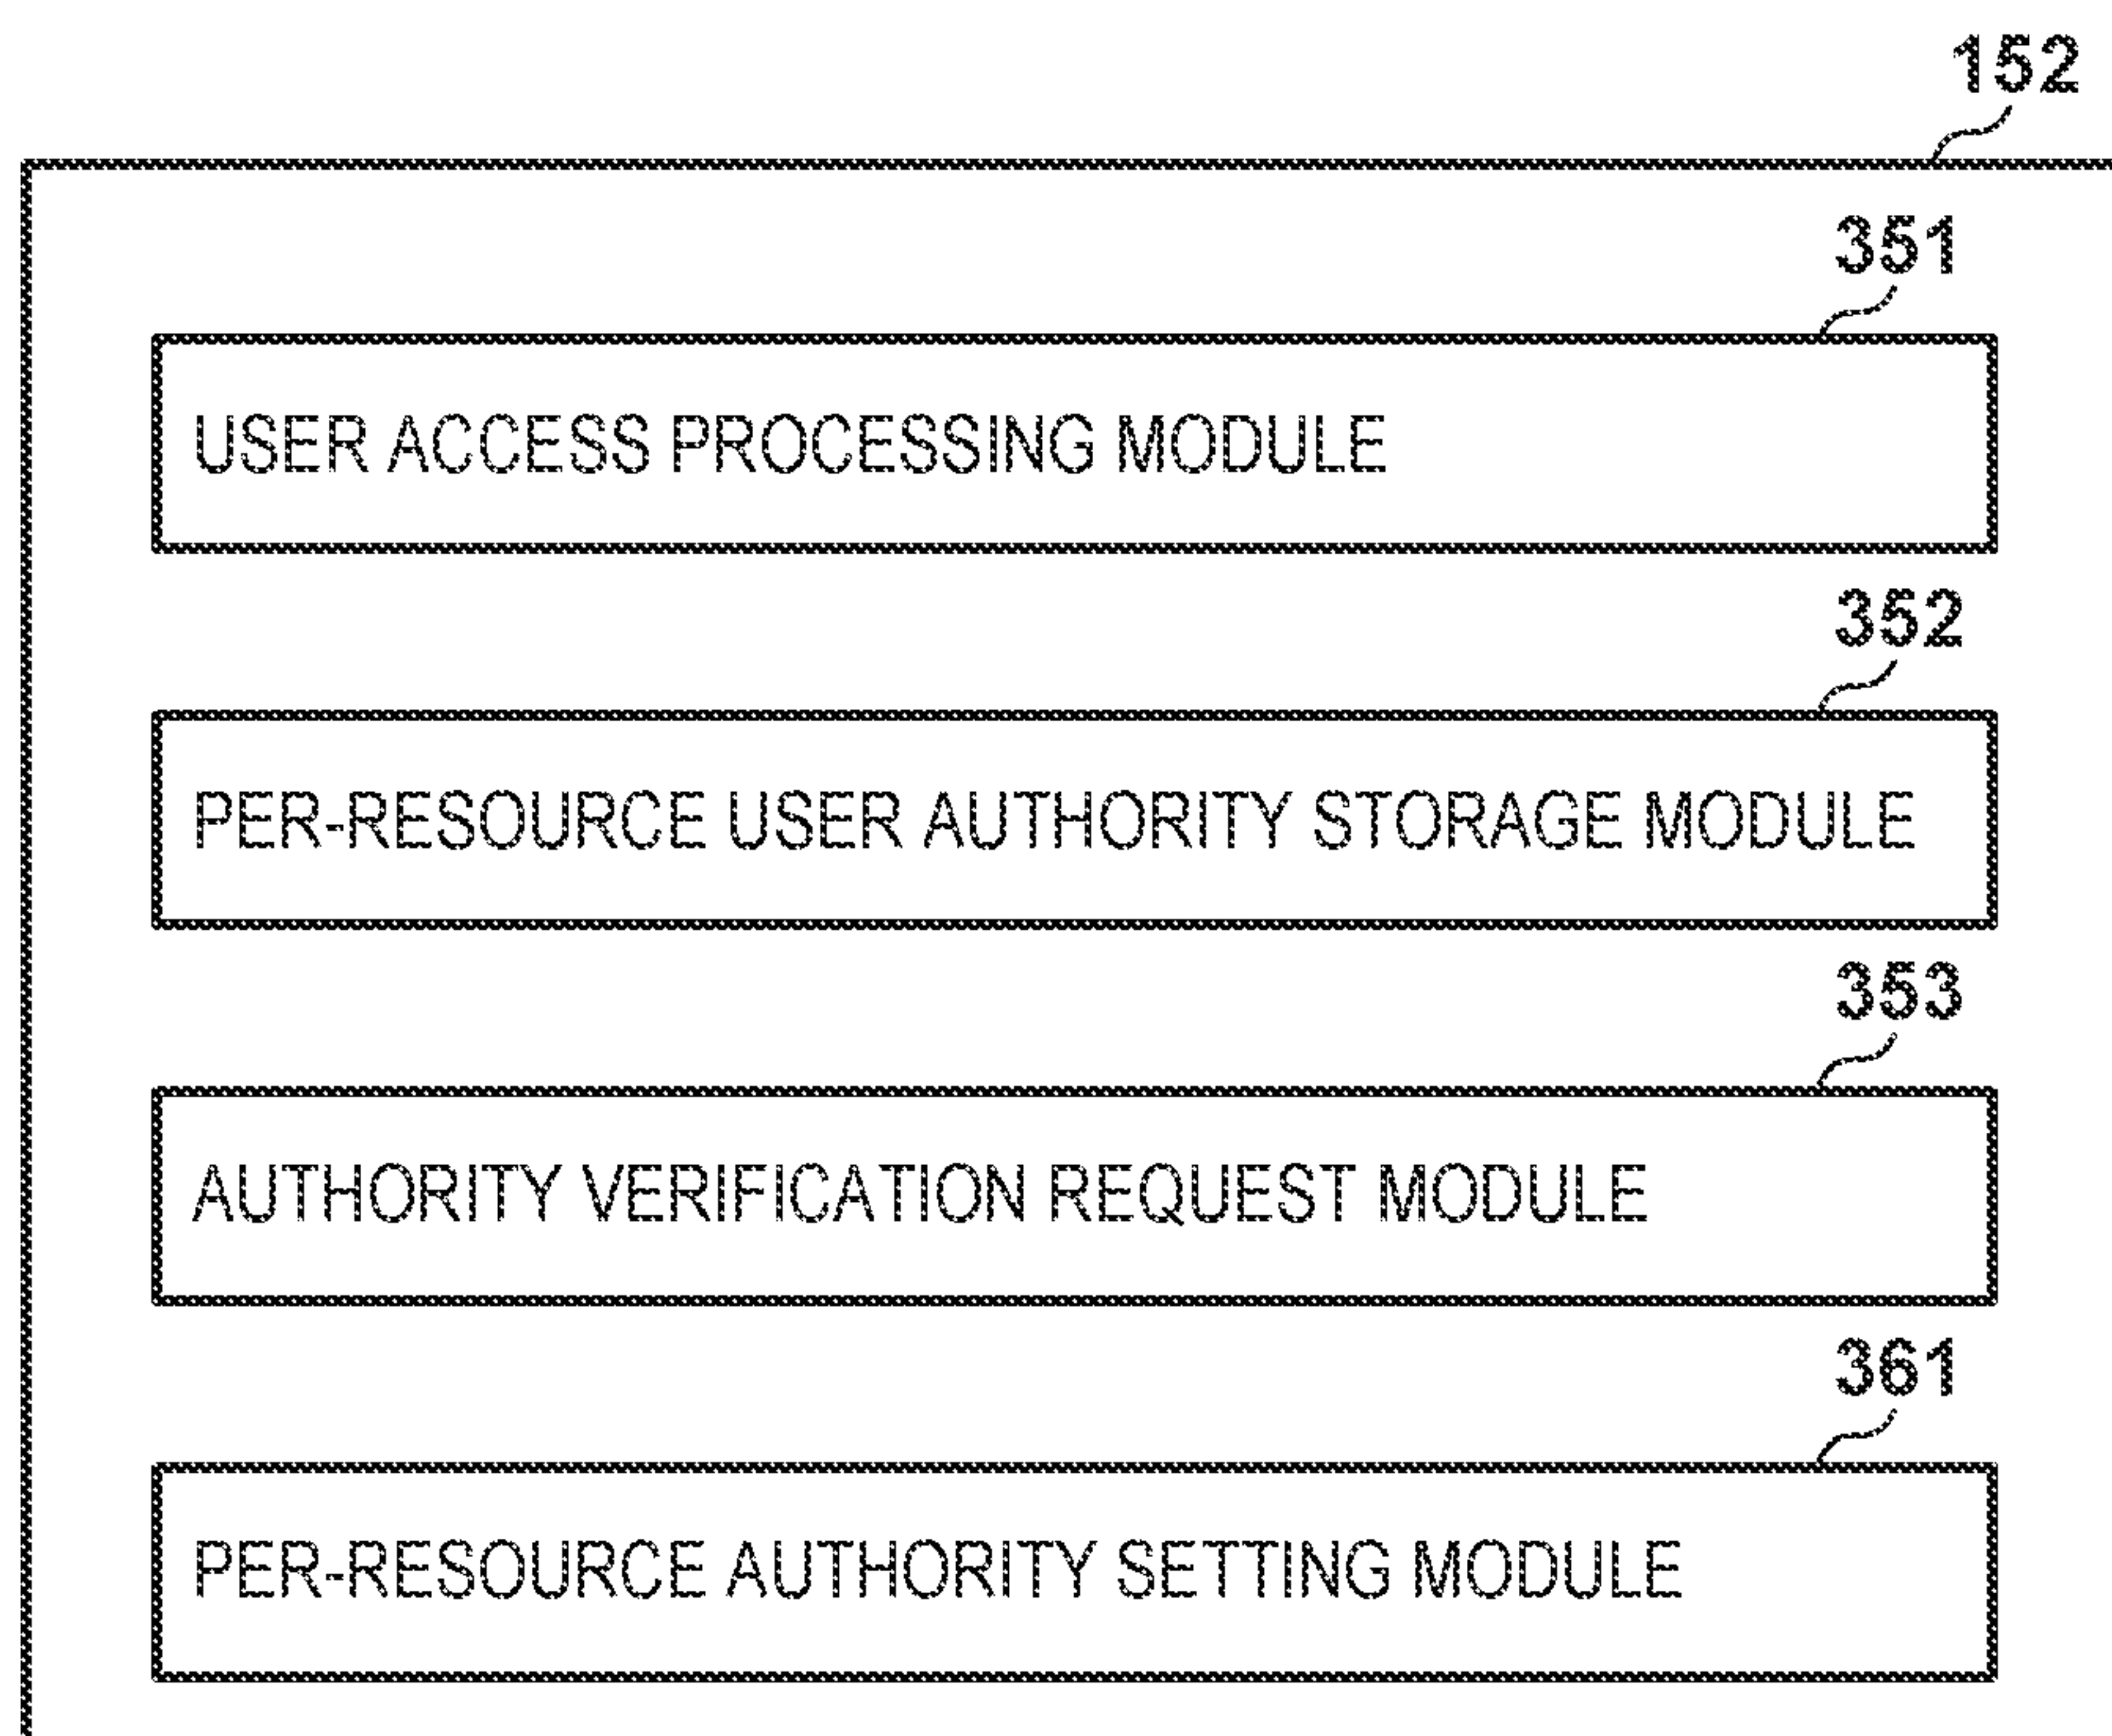 152
351
USER ACCESS PROCESSING MODULE
352
PER-RESOURCE USER AUTHORITY STORAGE MODULE
353
AUTHORITY VERIFICATION REQUEST MODULE
361
PER-RESOURCE AUTHORITY SETTING MODULE